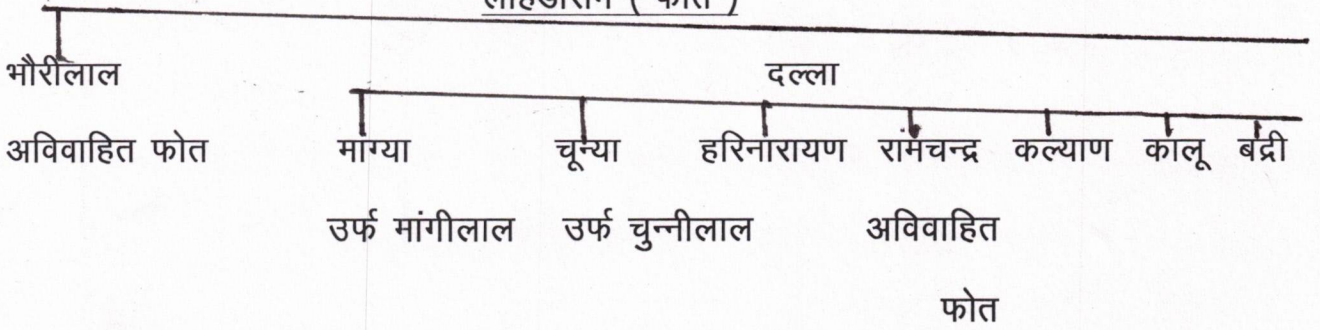 भौरीलाल दल्ला
अविवाहित फोत मांग्या चून्या हरिनारायण रामचन्द्र कल्याण कालू बद्री
उर्फ मांगीलाल उर्फ चुन्नीलाल अविवाहित
फोत